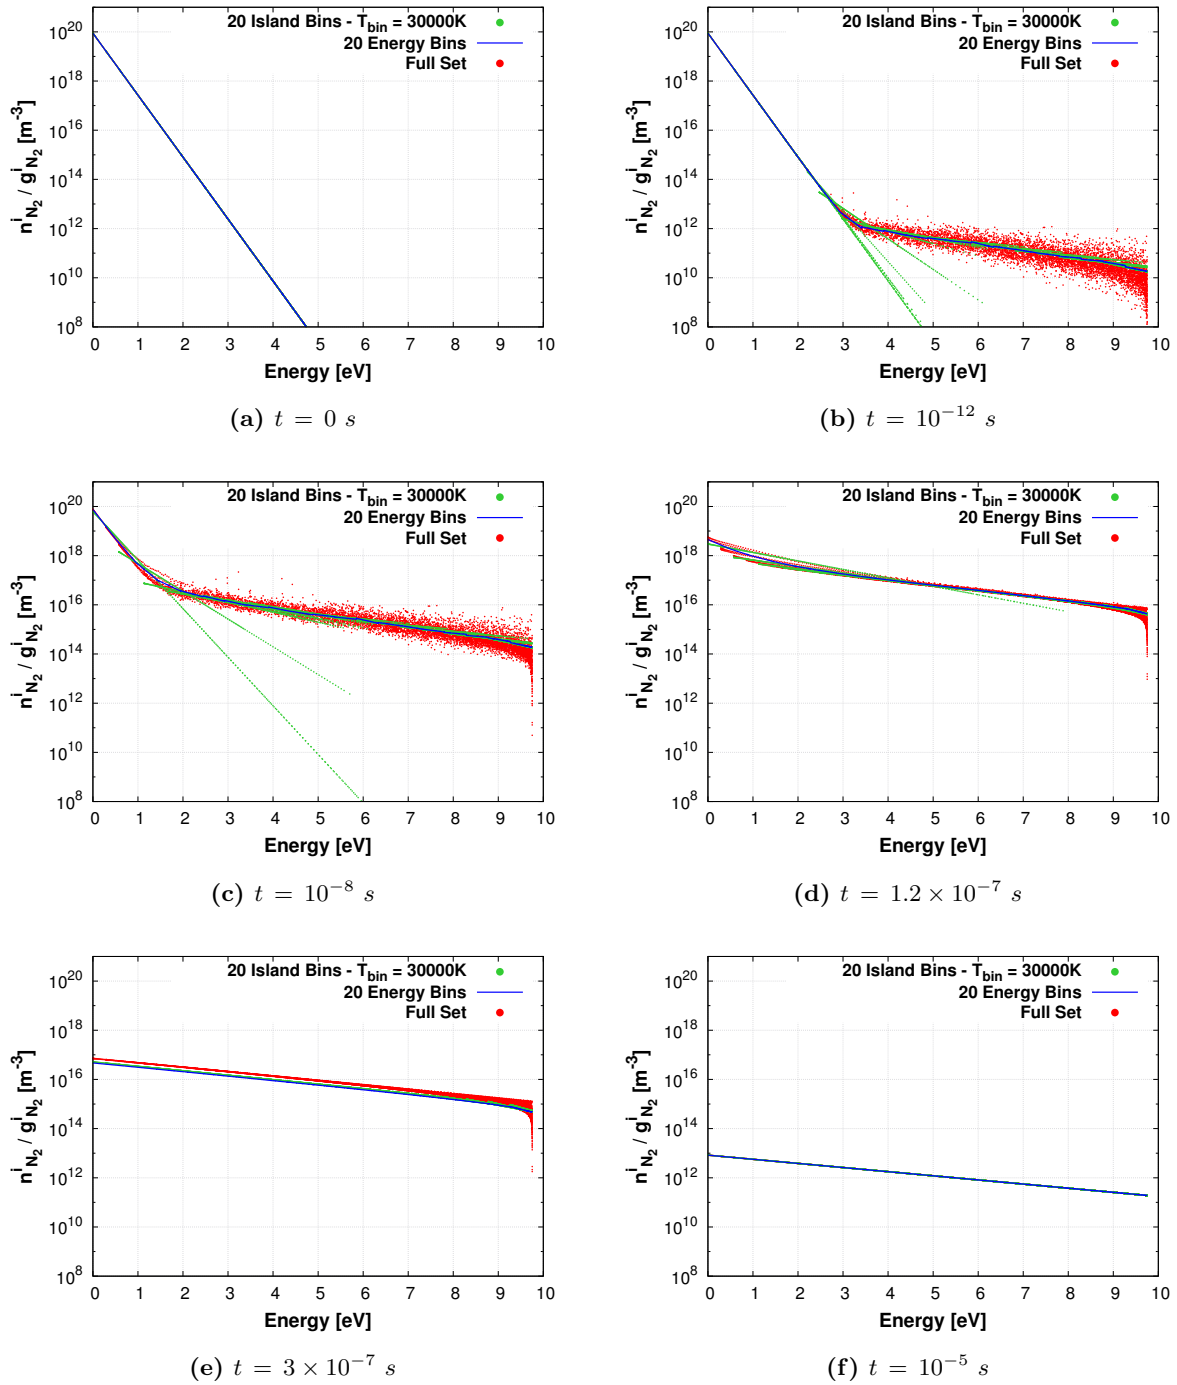 20 Island Bins - T_bin = 30000K
20 Energy Bins
Full Set
n^i_N_2 / g^i_N_2 [m^-3]
10^20
10^18
10^16
10^14
10^12
10^10
10^8
0 1 2 3 4 5 6 7 8 9 10
Energy [eV]
(a) t = 0 s
20 Island Bins - T_bin = 30000K
20 Energy Bins
Full Set
n^i_N_2 / g^i_N_2 [m^-3]
10^20
10^18
10^16
10^14
10^12
10^10
10^8
0 1 2 3 4 5 6 7 8 9 10
Energy [eV]
(b) t = 10^-12 s
20 Island Bins - T_bin = 30000K
20 Energy Bins
Full Set
n^i_N_2 / g^i_N_2 [m^-3]
10^20
10^18
10^16
10^14
10^12
10^10
10^8
0 1 2 3 4 5 6 7 8 9 10
Energy [eV]
(c) t = 10^-8 s
20 Island Bins - T_bin = 30000K
20 Energy Bins
Full Set
n^i_N_2 / g^i_N_2 [m^-3]
10^20
10^18
10^16
10^14
10^12
10^10
10^8
0 1 2 3 4 5 6 7 8 9 10
Energy [eV]
(d) t = 1.2 × 10^-7 s
20 Island Bins - T_bin = 30000K
20 Energy Bins
Full Set
n^i_N_2 / g^i_N_2 [m^-3]
10^20
10^18
10^16
10^14
10^12
10^10
10^8
0 1 2 3 4 5 6 7 8 9 10
Energy [eV]
(e) t = 3 × 10^-7 s
20 Island Bins - T_bin = 30000K
20 Energy Bins
Full Set
n^i_N_2 / g^i_N_2 [m^-3]
10^20
10^18
10^16
10^14
10^12
10^10
10^8
0 1 2 3 4 5 6 7 8 9 10
Energy [eV]
(f) t = 10^-5 s